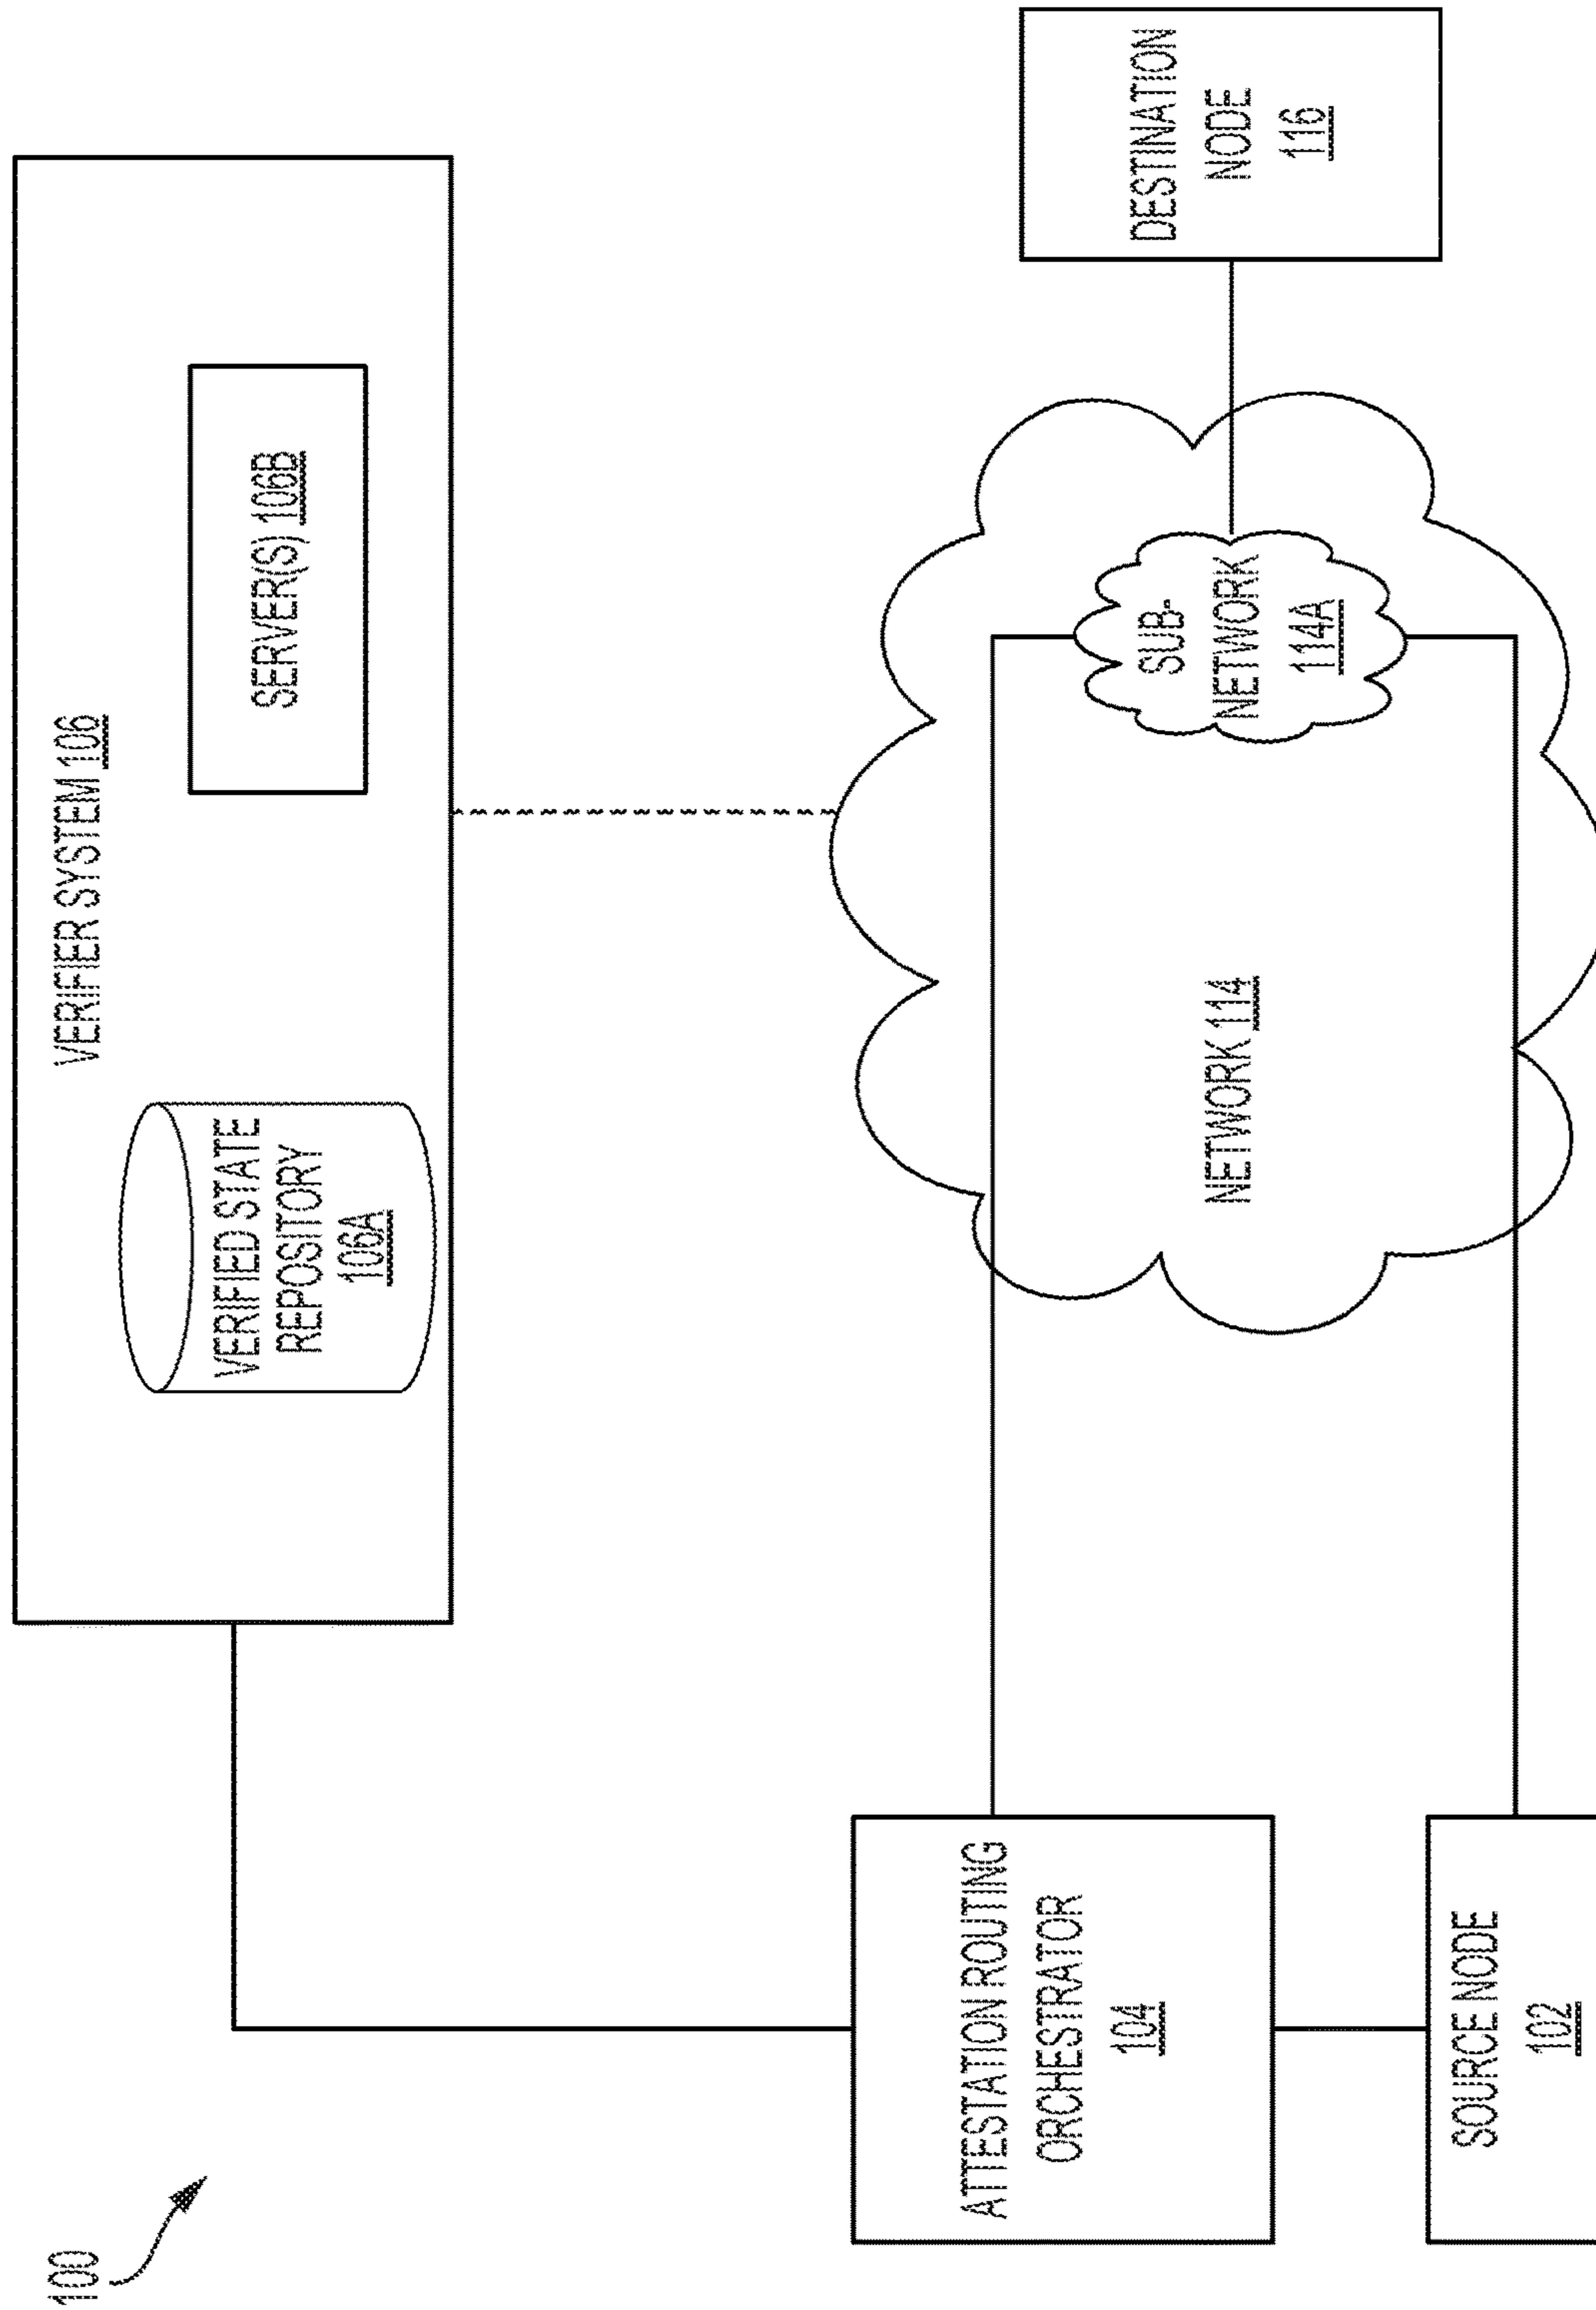 100
VERIFIER SYSTEM 106
VERIFIED STATE
REPOSITORY
106A
SERVER(S) 106B
ATTESTATION ROUTING
ORCHESTRATOR
104
NETWORK 114
SUB-
NETWORK
114A
DESTINATION
NODE
116
SOURCE NODE
102